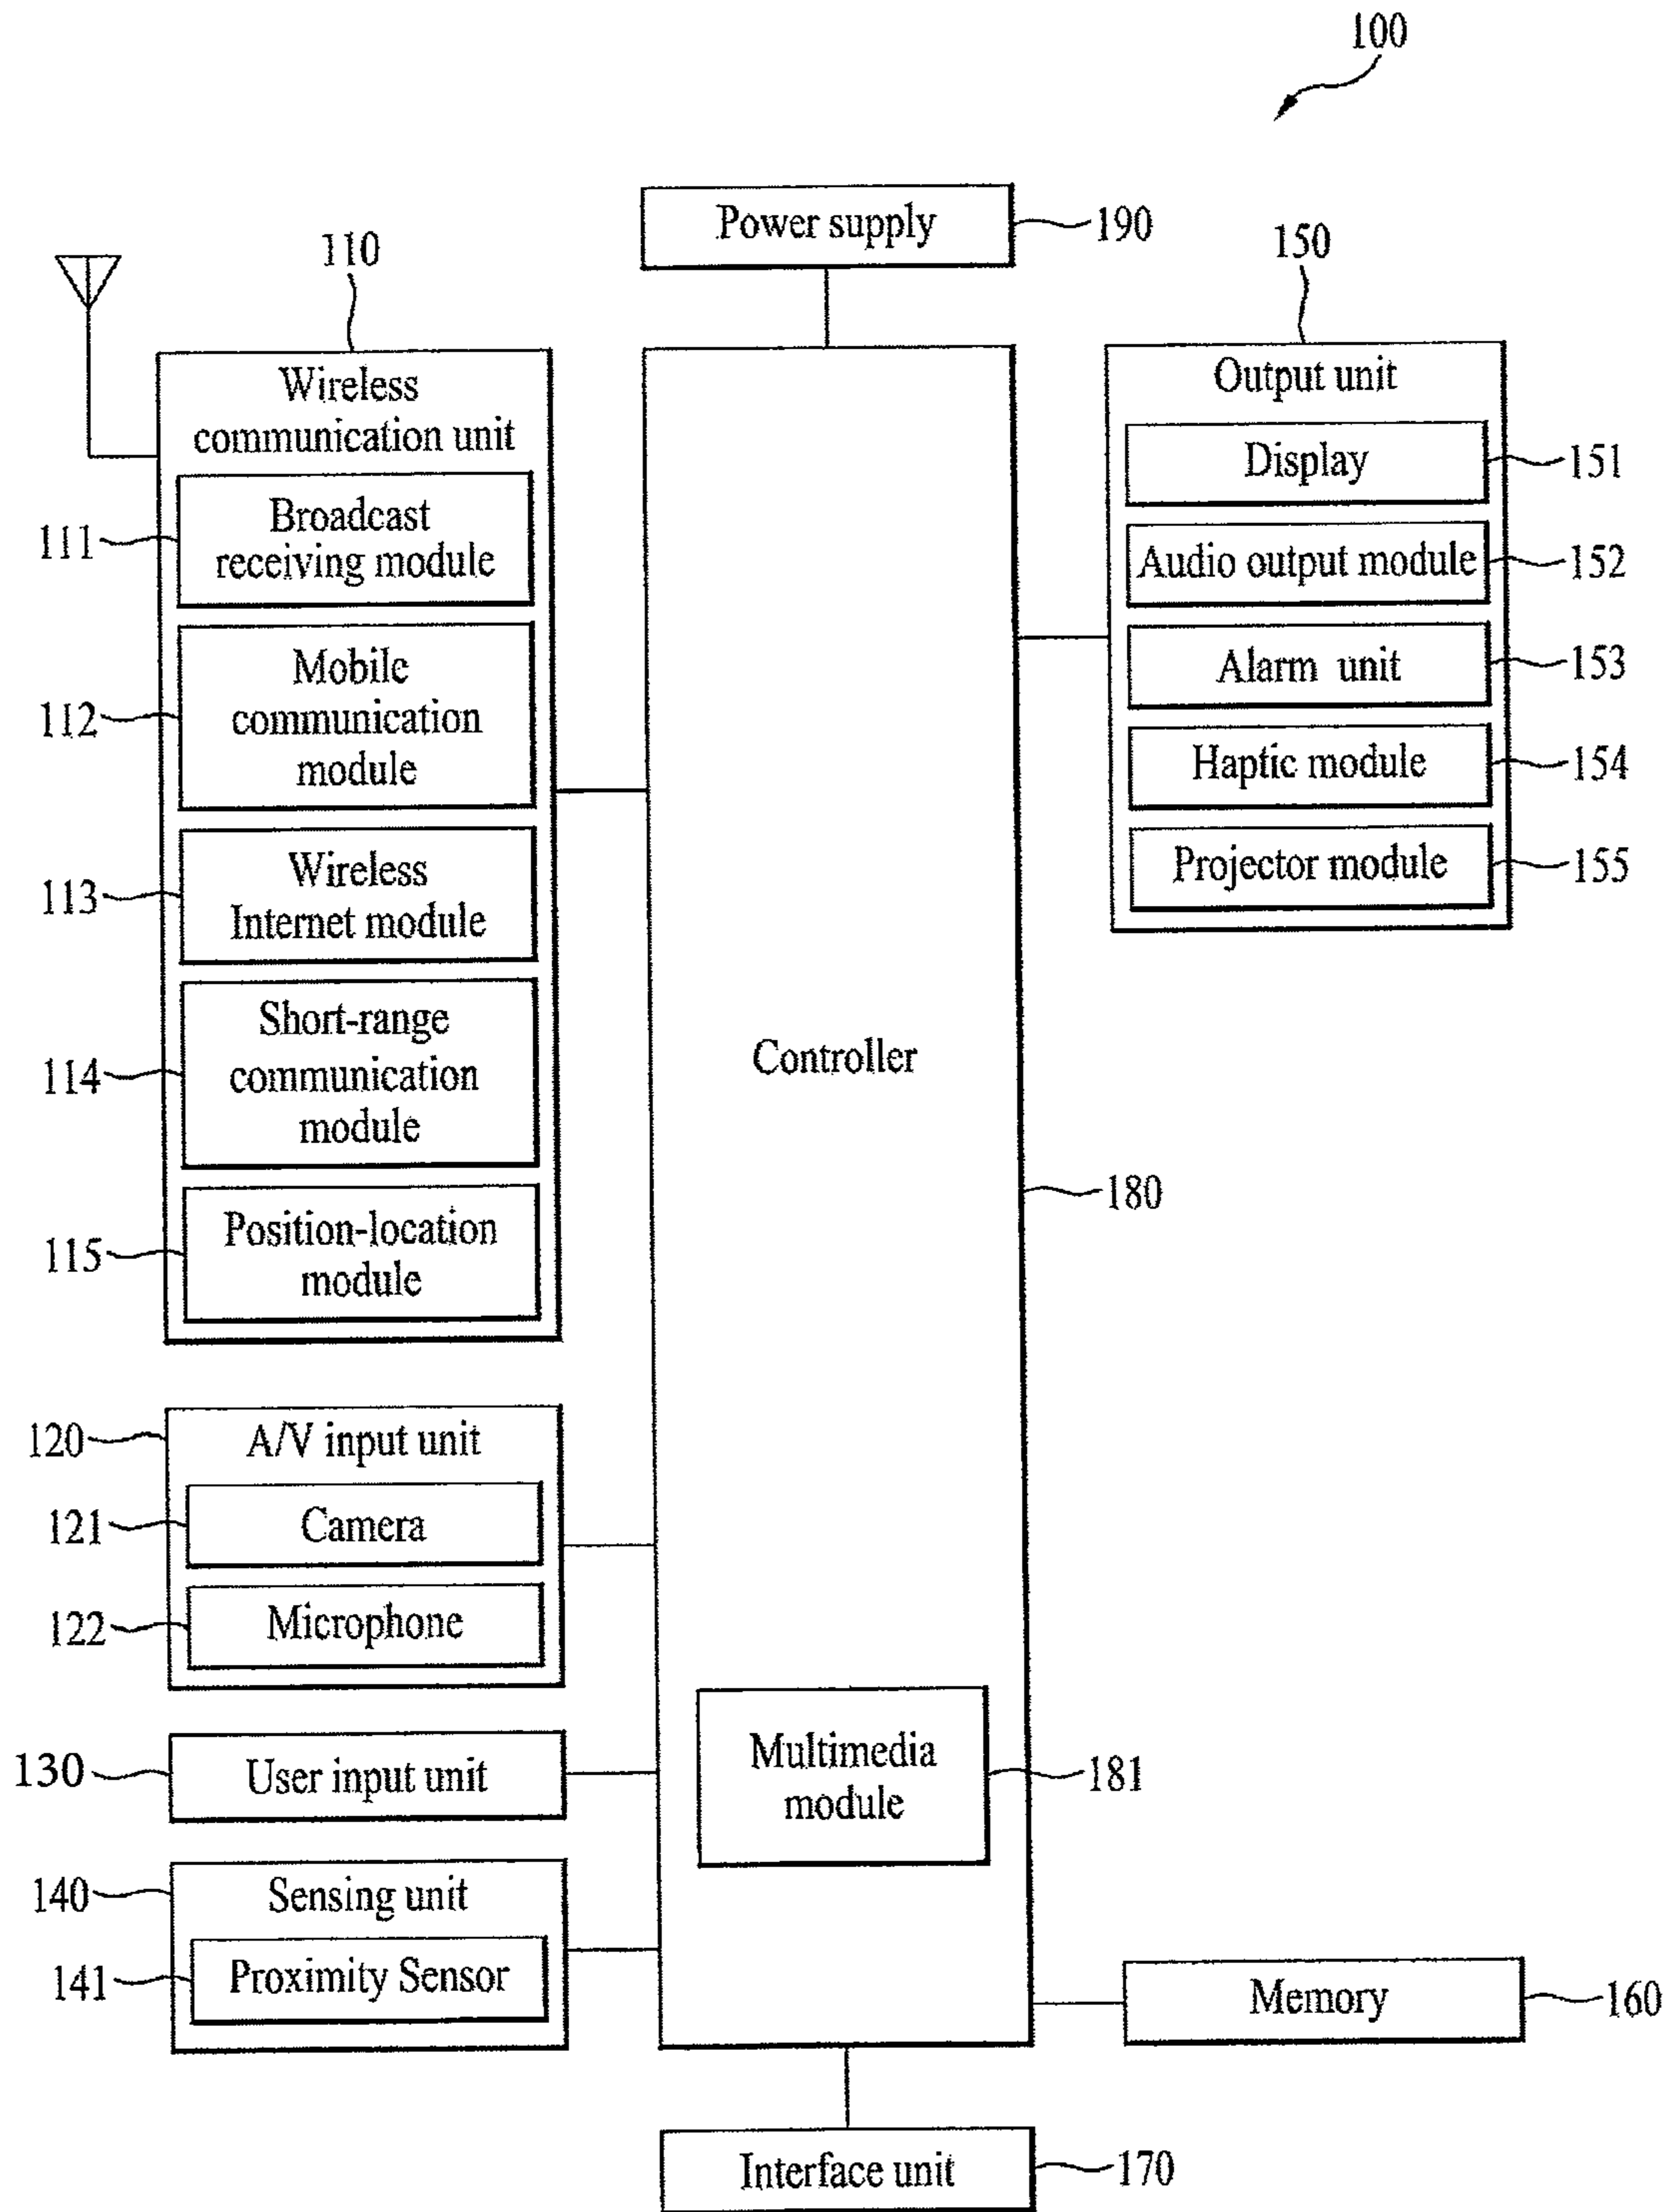 100
Power supply
190
110
150
Wireless
communication unit
111
Broadcast
receiving module
112
Mobile
communication
module
113
Wireless
Internet module
114
Short-range
communication
module
115
Position-location
module
Output unit
Display
151
Audio output module
152
Alarm unit
153
Haptic module
154
Projector module
155
Controller
180
120
A/V input unit
121
Camera
122
Microphone
130
User input unit
Multimedia
module
181
140
Sensing unit
141
Proximity Sensor
Memory
160
Interface unit
170